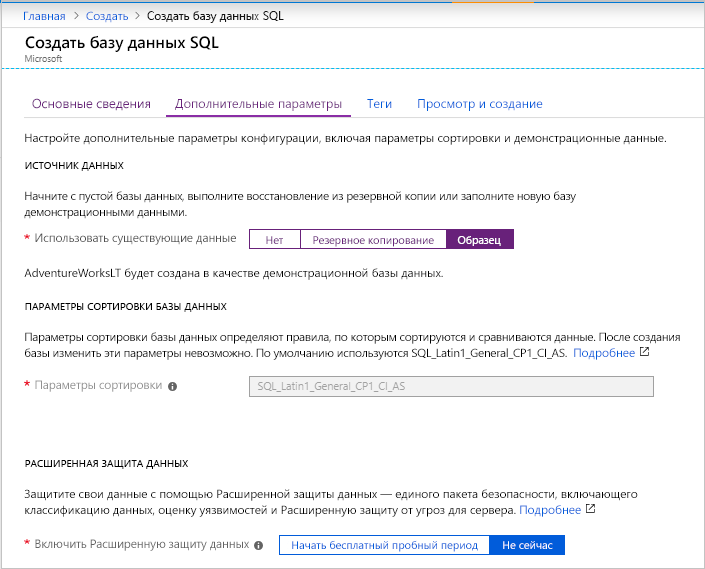 Главная > Создать > Создать базу данных SQL
Создать базу данных SQL
Microsoft
Основные сведения Дополнительные параметры Теги Просмотр и создание
Настройте дополнительные параметры конфигурации, включая параметры сортировки и демонстрационные данные.
ИСТОЧНИК ДАННЫХ
Начните с пустой базы данных, выполните восстановление из резервной копии или заполните новую базу
демонстрационными данными.
* Использовать существующие данные Нет Резервное копирование Образец
AdventureWorksLT будет создана в качестве демонстрационной базы данных.
ПАРАМЕТРЫ СОРТИРОВКИ БАЗЫ ДАННЫХ
Параметры сортировки базы данных определяют правила, по которым сортируются и сравниваются данные. После создания
базы изменить эти параметры невозможно. По умолчанию используются SQL_Latin1_General_CP1_CI_AS. Подробнее
* Параметры сортировки SQL_Latin1_General_CP1_CI_AS
РАСШИРЕННАЯ ЗАЩИТА ДАННЫХ
Защитите свои данные с помощью Расширенной защиты данных — единого пакета безопасности, включающего
классификацию данных, оценку уязвимостей и Расширенную защиту от угроз для сервера. Подробнее
* Включить Расширенную защиту данных Начать бесплатный пробный период Не сейчас